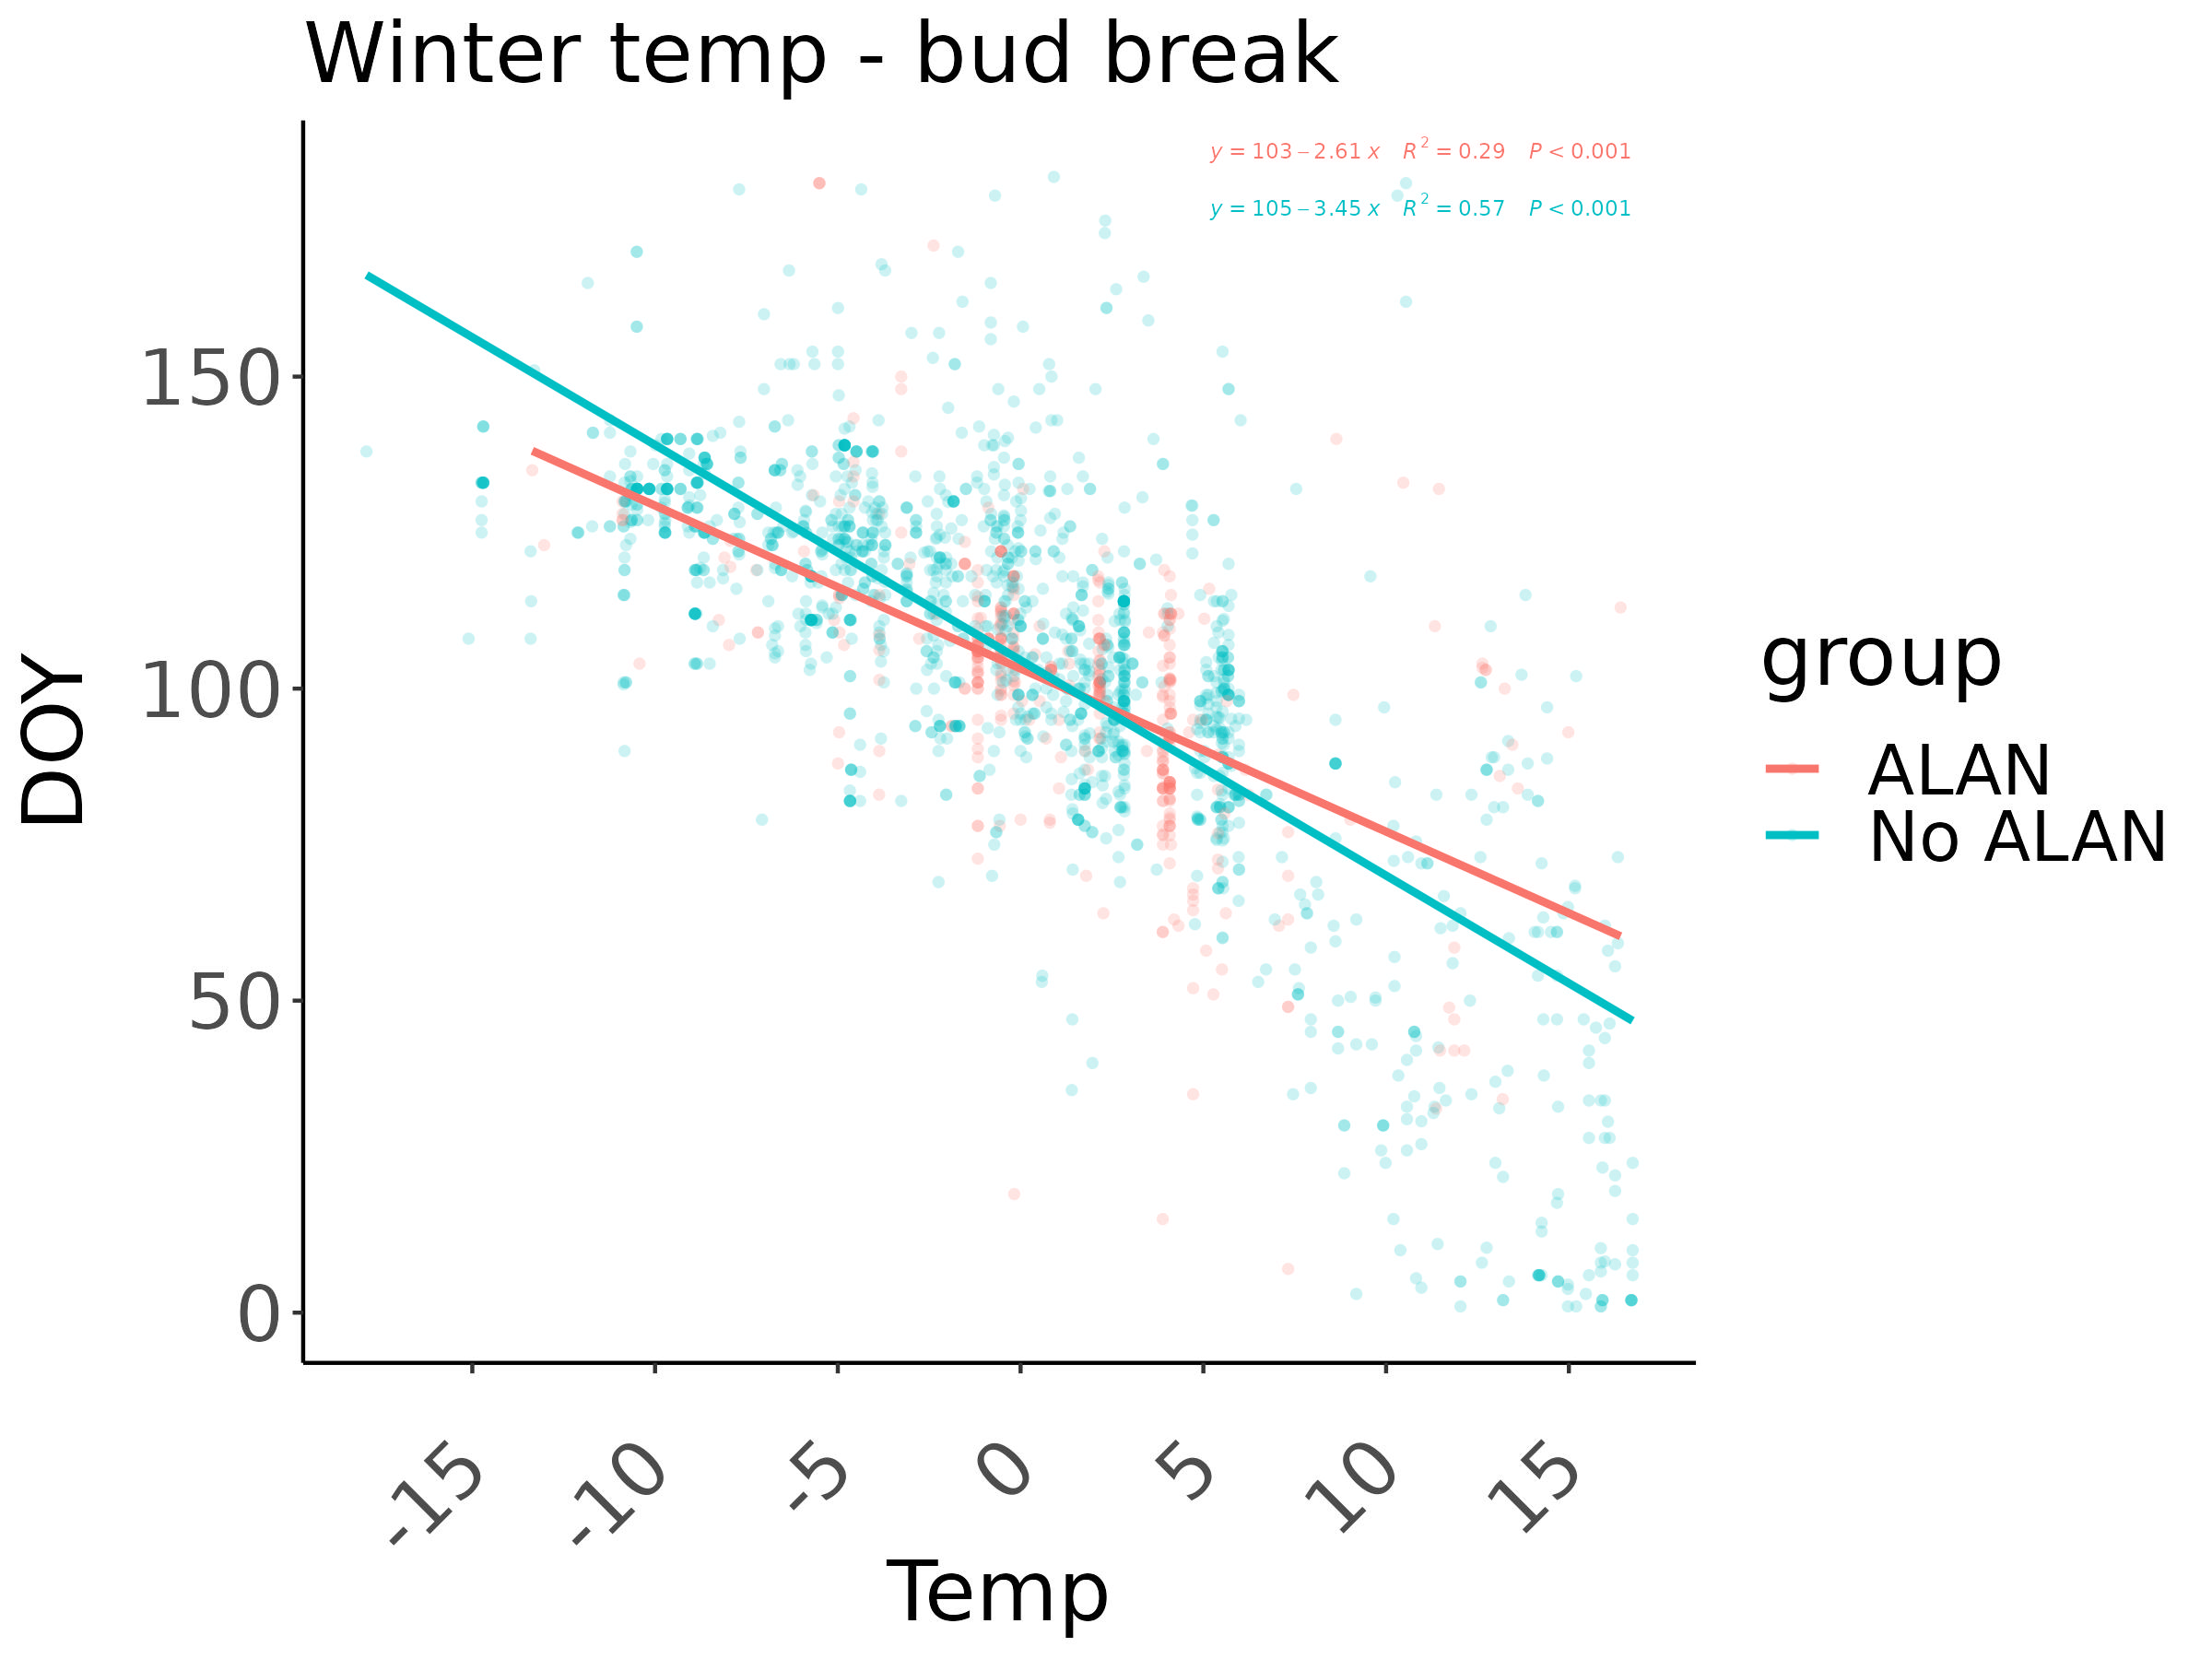 Winter temp - bud break
y = 103 – 2.61 x R² = 0.29 P < 0.001
y = 105 – 3.45 x R² = 0.57 P < 0.001
150
100
50
0
DOY
-15 -10 -5 0 5 10 15
Temp
group
ALAN
No ALAN